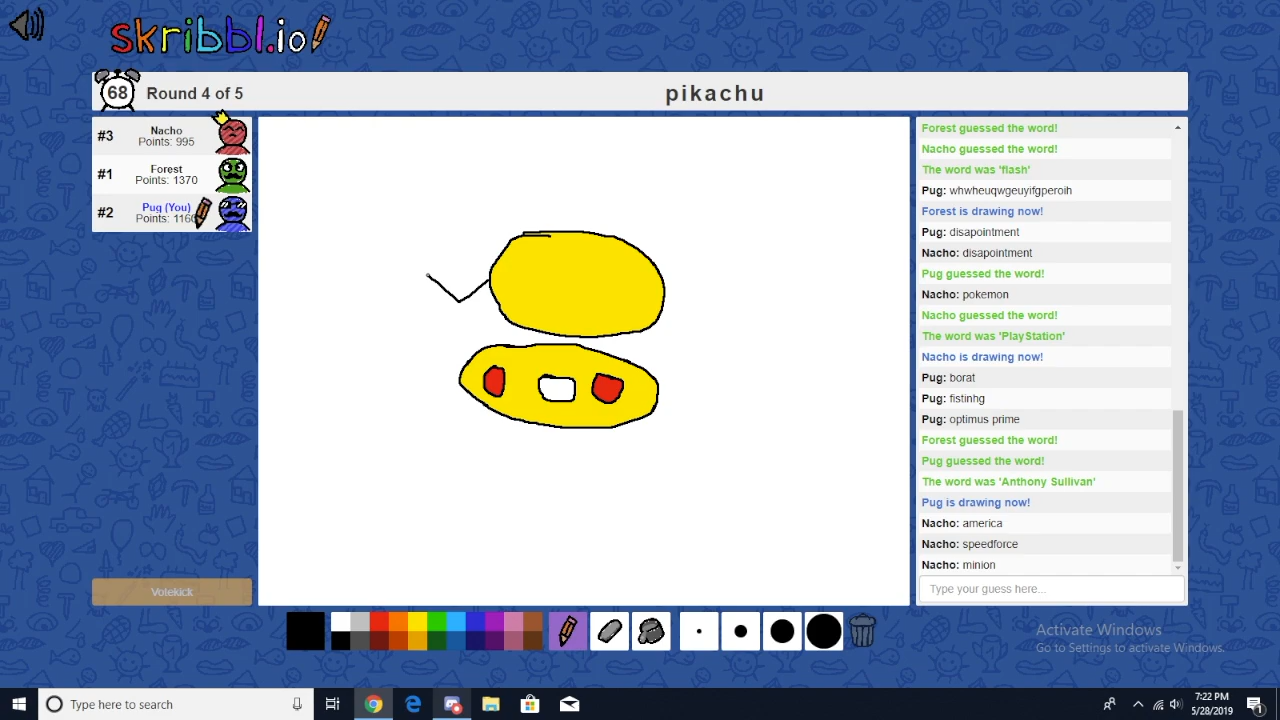 skribbl.io
68
Round 4 of 5
pikachu
#3
Nacho
Points: 995
#1
Forest
Points: 1370
#2
Pug (You)
Points: 1160
Votekick
Forest guessed the word!
Nacho guessed the word!
The word was 'flash'
Pug: whwheuqwgeuyifgperoih
Forest is drawing now!
Pug: disapointment
Nacho: disapointment
Pug guessed the word!
Nacho: pokemon
Nacho guessed the word!
The word was 'PlayStation'
Nacho is drawing now!
Pug: borat
Pug: fistinhg
Pug: optimus prime
Forest guessed the word!
Pug guessed the word!
The word was 'Anthony Sullivan'
Pug is drawing now!
Nacho: america
Nacho: speedforce
Nacho: minion
Type your guess here...
Activate Windows
Go to Settings to activate Windows.
Type here to search
7:22 PM
5/28/2019
1